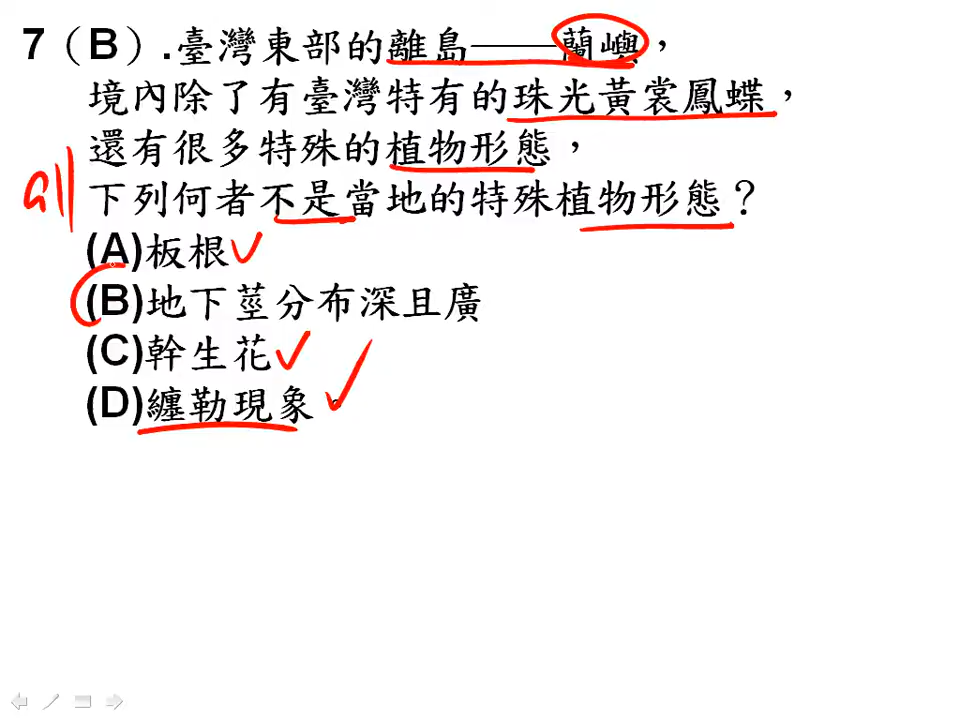 7（B）.臺灣東部的離島——蘭嶼，
境內除了有臺灣特有的珠光黃裳鳳蝶，
還有很多特殊的植物形態，
all
下列何者不是當地的特殊植物形態？
(A)板根
(B)地下莖分布深且廣
(C)幹生花
(D)纏勒現象。